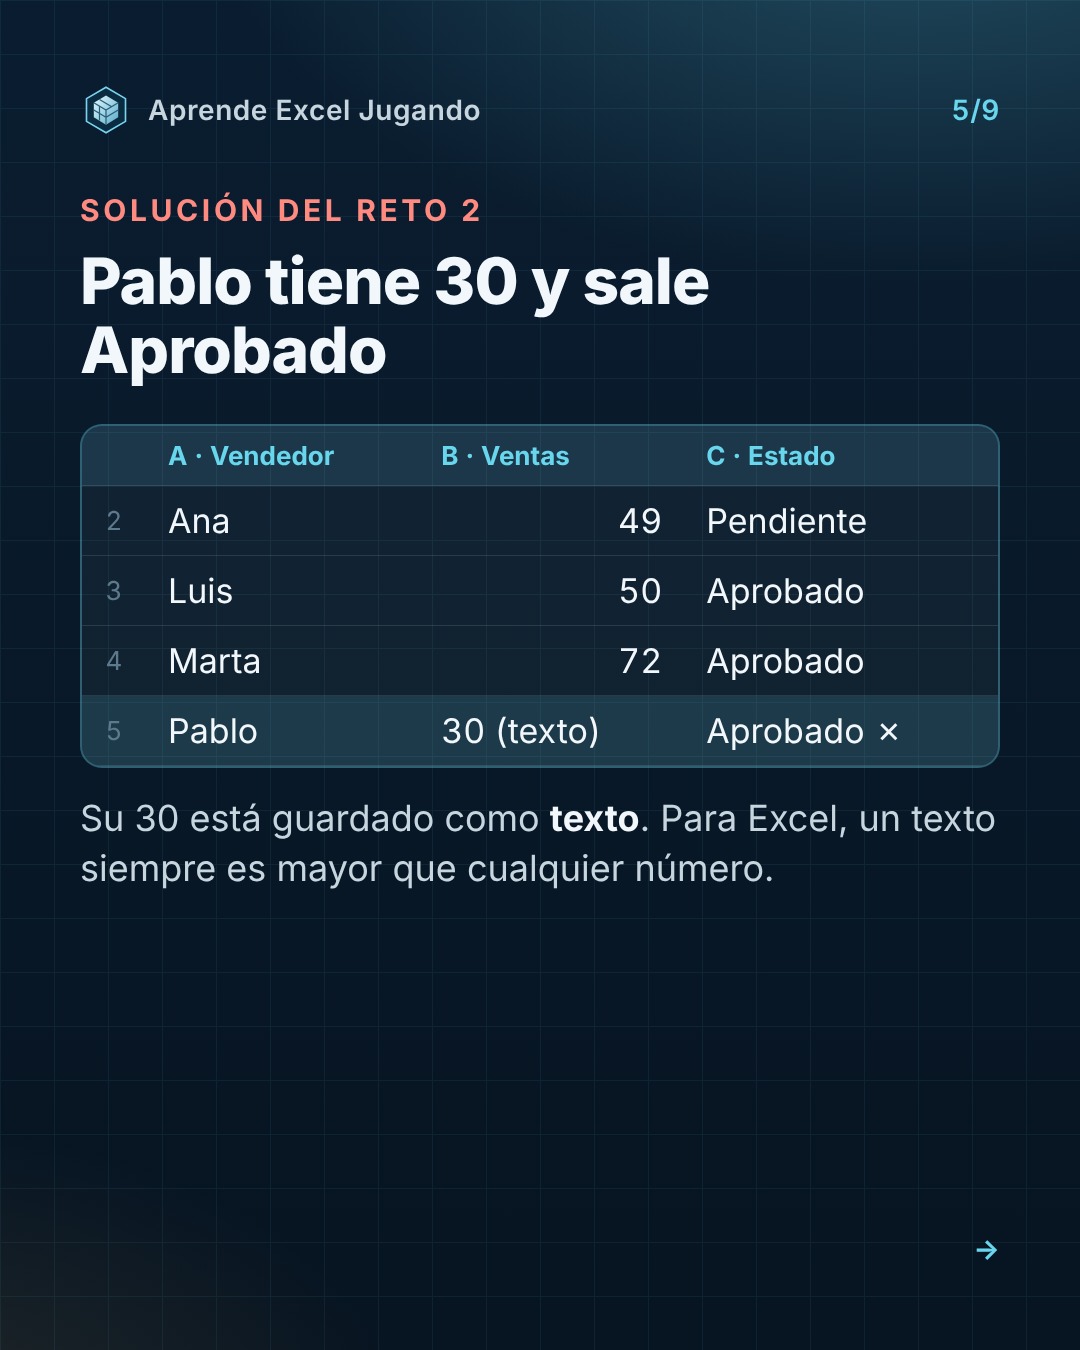 Aprende Excel Jugando
5/9
SOLUCIÓN DEL RETO 2
Pablo tiene 30 y sale
Aprobado
A · Vendedor B · Ventas C · Estado
2 Ana 49 Pendiente
3 Luis 50 Aprobado
4 Marta 72 Aprobado
5 Pablo 30 (texto) Aprobado ×
Su 30 está guardado como texto. Para Excel, un texto
siempre es mayor que cualquier número.
→